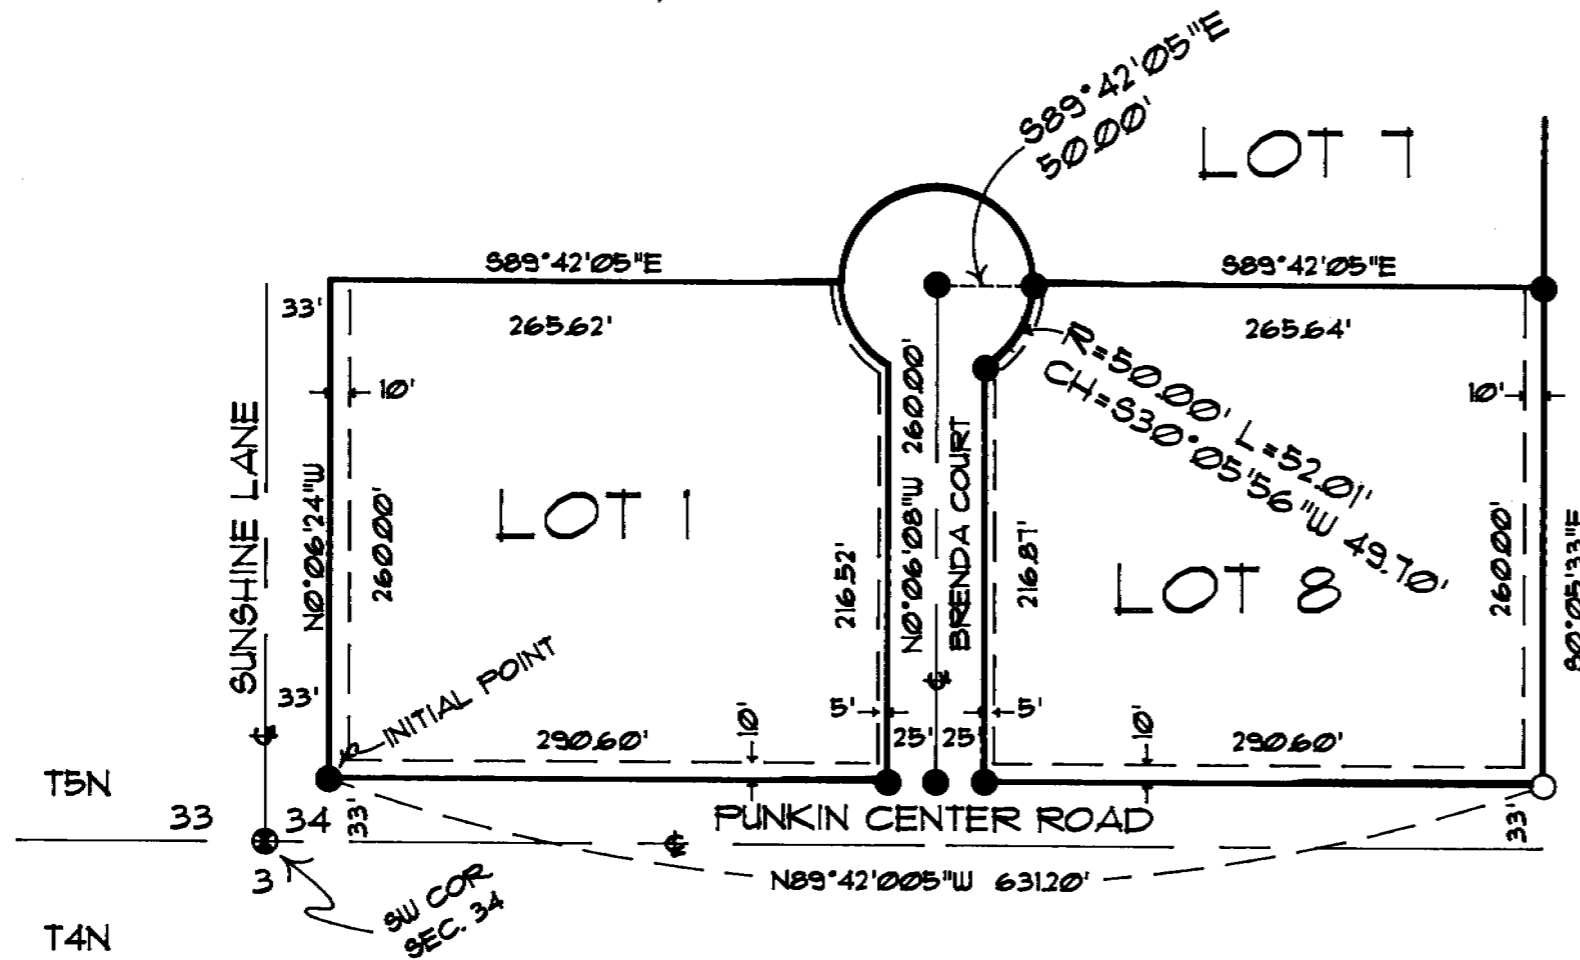 S89°42'05"E
50.00'
LOT 7
S89°42'05"E
S89°42'05"E
33'
265.62'
265.64'
R=50.00' L=52.01'
CH=S30°05'56"W 49.70'
10'
10'
SUNSHINE LANE
N0°06'24"W
260.00'
LOT 1
216.52'
N0°06'08"W 260.00'
BRENDA COURT
216.87'
LOT 8
260.00'
S0°05'33"E
33'
INITIAL POINT
290.60'
10'
5'
25'
25'
5'
10'
290.60'
T5N
33
34
33'
PUNKIN CENTER ROAD
33'
3
N89°42'005"W 631.20'
SW COR
SEC. 34
T4N